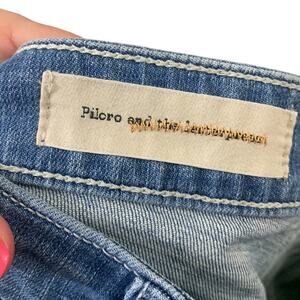 Pilcro and the Letterpress